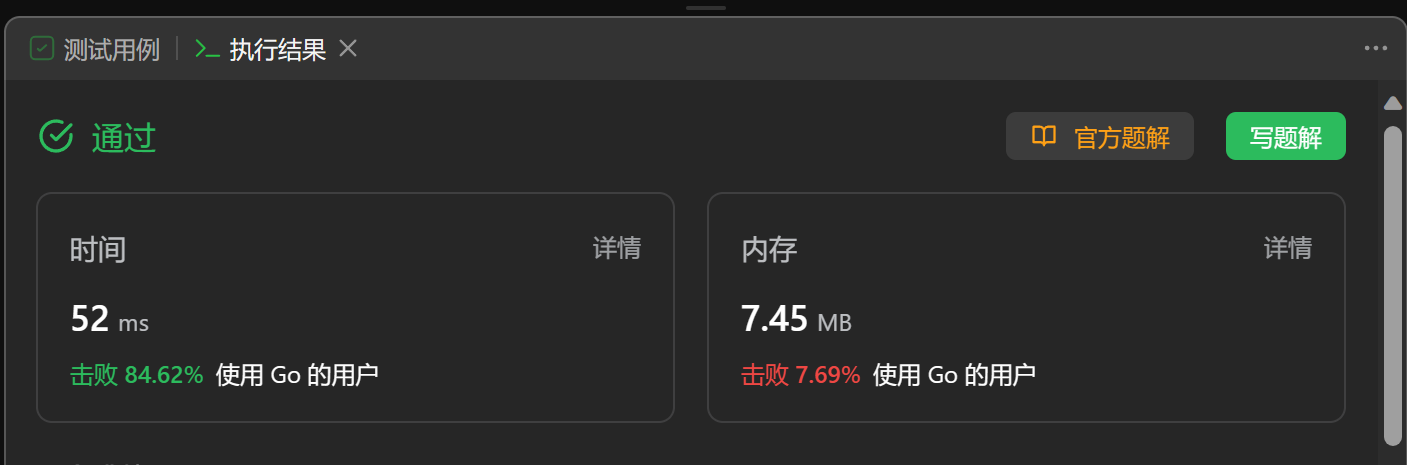 测试用例 执行结果
通过 官方题解 写题解
时间 详情
52 ms
击败 84.62% 使用 Go 的用户
内存 详情
7.45 MB
击败 7.69% 使用 Go 的用户